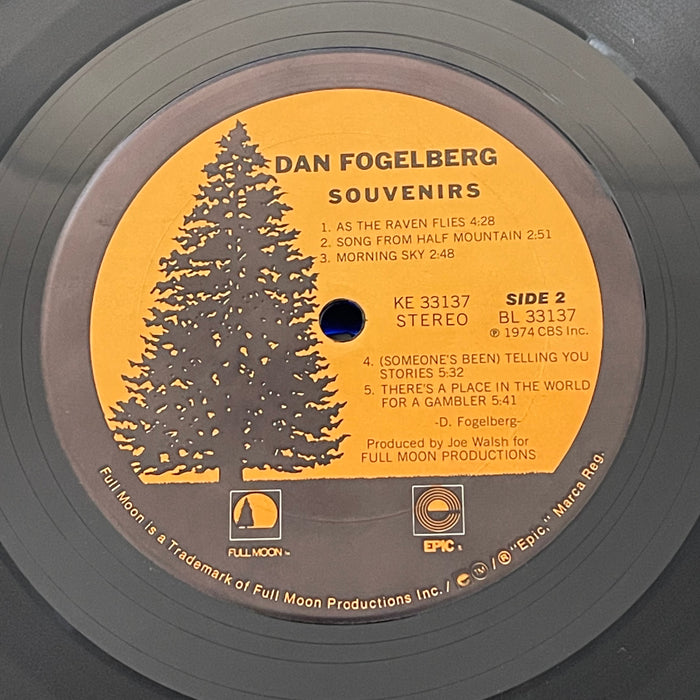 DAN FOGELBERG
SOUVENIRS
1. AS THE RAVEN FLIES 4:28
2. SONG FROM HALF MOUNTAIN 2:51
3. MORNING SKY 2:48
KE 33137
STEREO
SIDE 2
BL 33137
℗ 1974 CBS Inc.
4. (SOMEONE'S BEEN) TELLING YOU
STORIES 5:32
5. THERE'S A PLACE IN THE WORLD
FOR A GAMBLER 5:41
-D. Fogelberg-
Produced by Joe Walsh for
FULL MOON PRODUCTIONS
FULL MOON ™
EPIC
Full Moon is a Trademark of Full Moon Productions Inc./ e ™ / ® "Epic," Marca Reg.